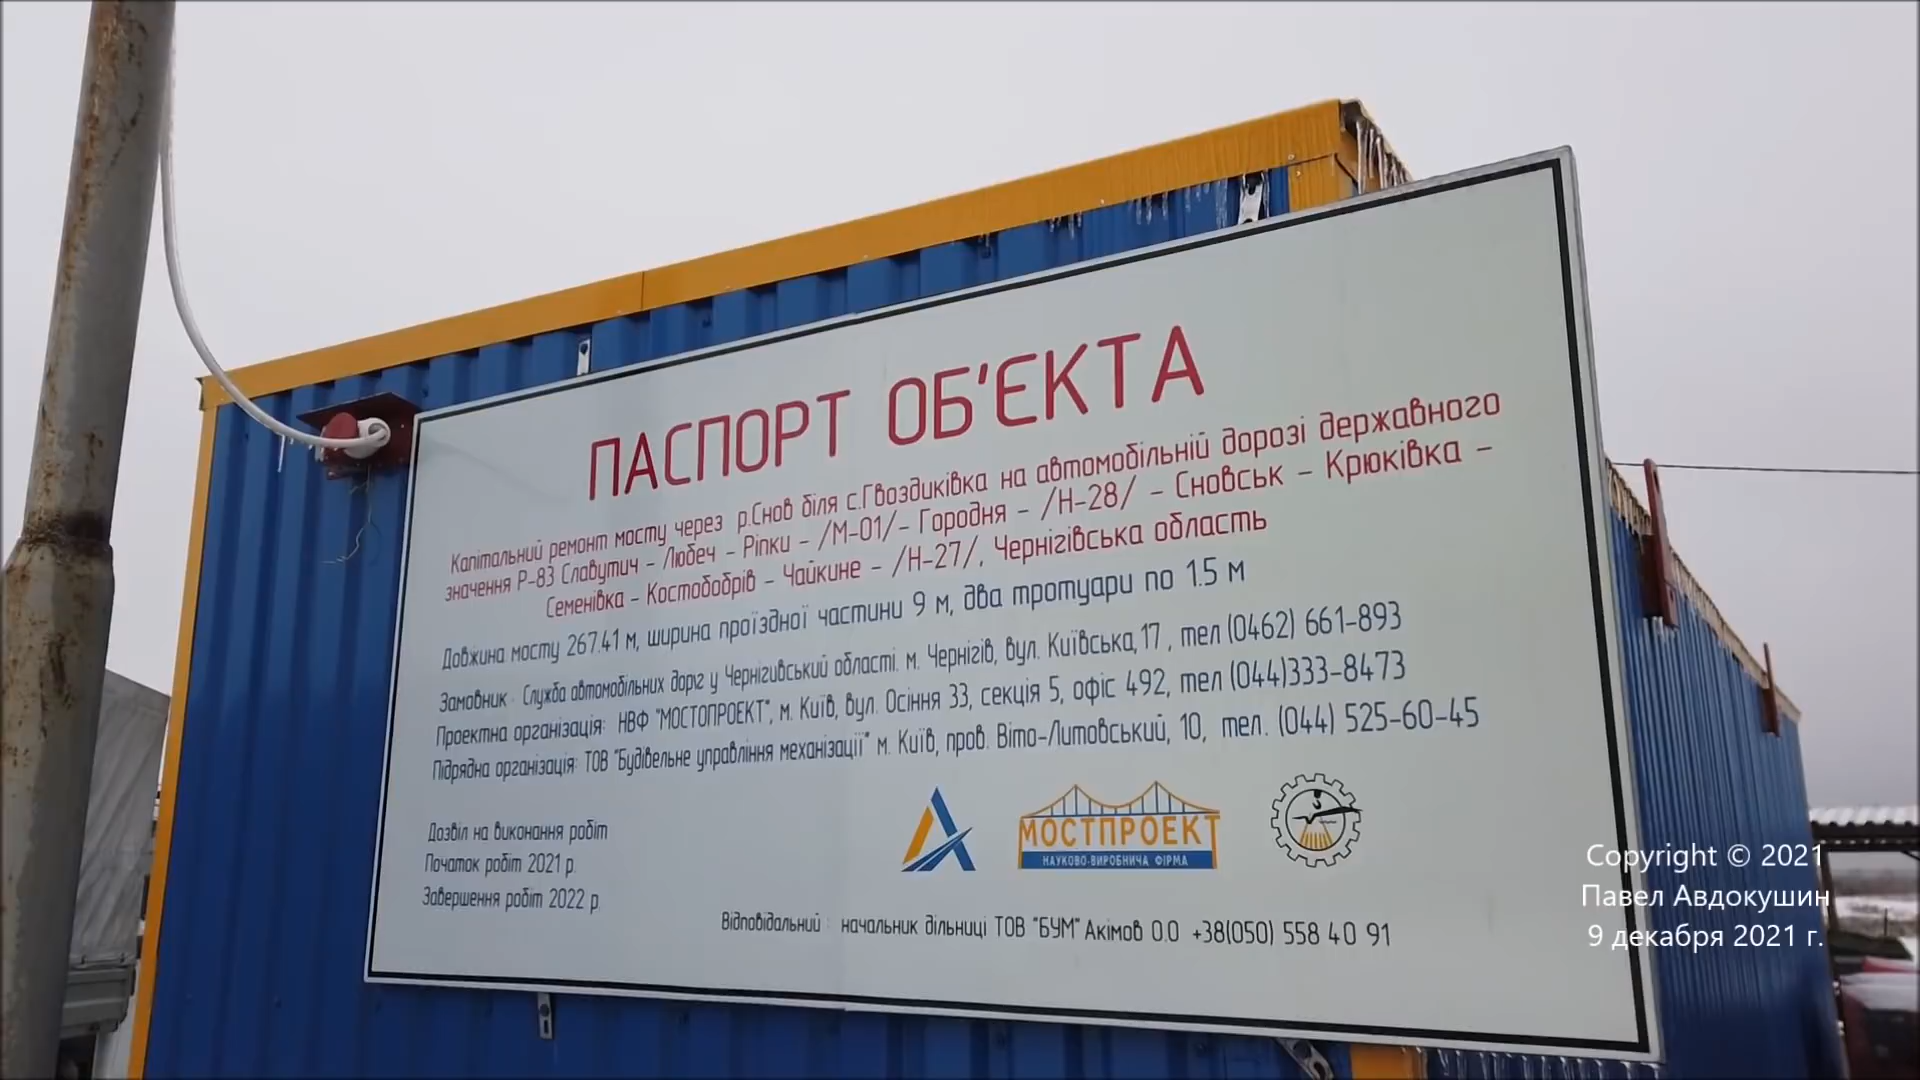 ПАСПОРТ ОБ'ЄКТА
Капітальний ремонт мосту через р.Снов біля с.Гвоздиківка на автомобільній дорозі державного
значення Р-83 Славутич - Любеч - Ріпки - /М-01/- Городня - /Н-28/ - Сновськ - Крюківка -
Семенівка - Костобобрів - Чайкине - /Н-27/, Чернігівська область
Довжина мосту 267.41 м, ширина проїздної частини 9 м, два тротуари по 1.5 м
Замовник: Служба автомобільних доріг у Чернігивський області. м. Чернігів, вул. Київська,17, тел (0462) 661-893
Проектна організація: НВФ "МОСТОПРОЕКТ", м. Київ, вул. Осіння 33, секція 5, офіс 492, тел (044)333-8473
Підрядна організація: ТОВ "Будівельне управління механізації" м. Київ, пров. Віто-Литовський, 10, тел. (044) 525-60-45
МОСТПРОЕКТ
НАУКОВО-ВИРОБНИЧА ФІРМА
Дозвіл на виконання робіт
Початок робіт 2021 р.
Завершення робіт 2022 р.
Відповідальний: начальник дільниці ТОВ "БУМ" Акімов О.О +38(050) 558 40 91
Copyright © 2021
Павел Авдокушин
9 декабря 2021 г.